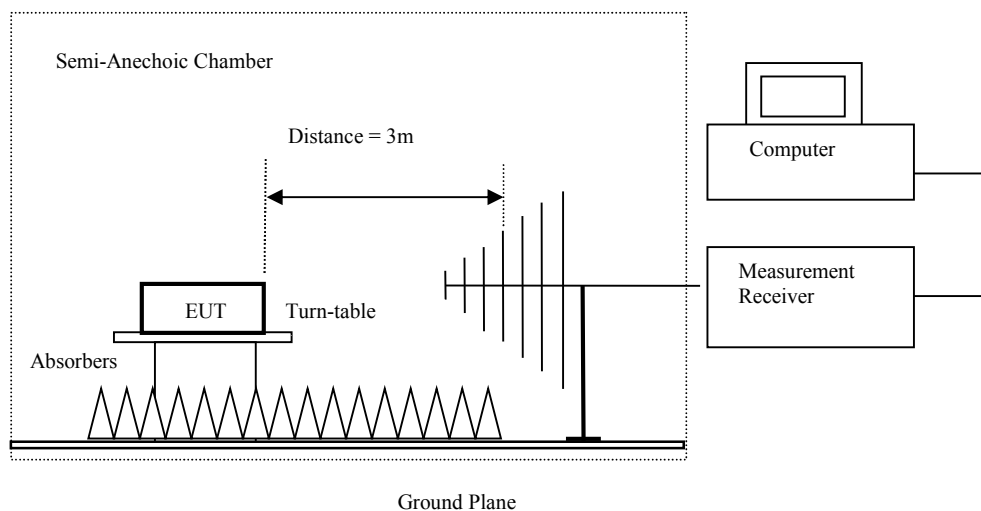 Semi-Anechoic Chamber
Distance = 3m
Computer
Measurement
Receiver
EUT
Turn-table
Absorbers
Ground Plane